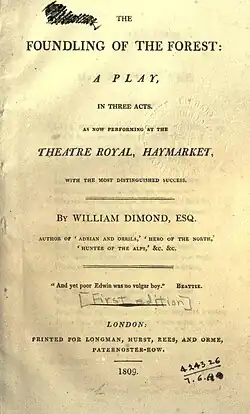 THE
FOUNDLING OF THE FOREST:
A PLAY,
IN THREE ACTS.
AS NOW PERFORMING AT THE
THEATRE ROYAL, HAYMARKET,
WITH THE MOST DISTINGUISHED SUCCESS.
BY WILLIAM DIMOND, ESQ.
AUTHOR OF 'ADRIAN AND ORRILA,' 'HERO OF THE NORTH,'
'HUNTER OF THE ALPS,' &c. &c.
"And yet poor Edwin was no vulgar boy." BEATTIE.
[First edition]
LONDON:
PRINTED FOR LONGMAN, HURST, REES, AND ORME,
PATERNOSTER-ROW.
1809.
424326